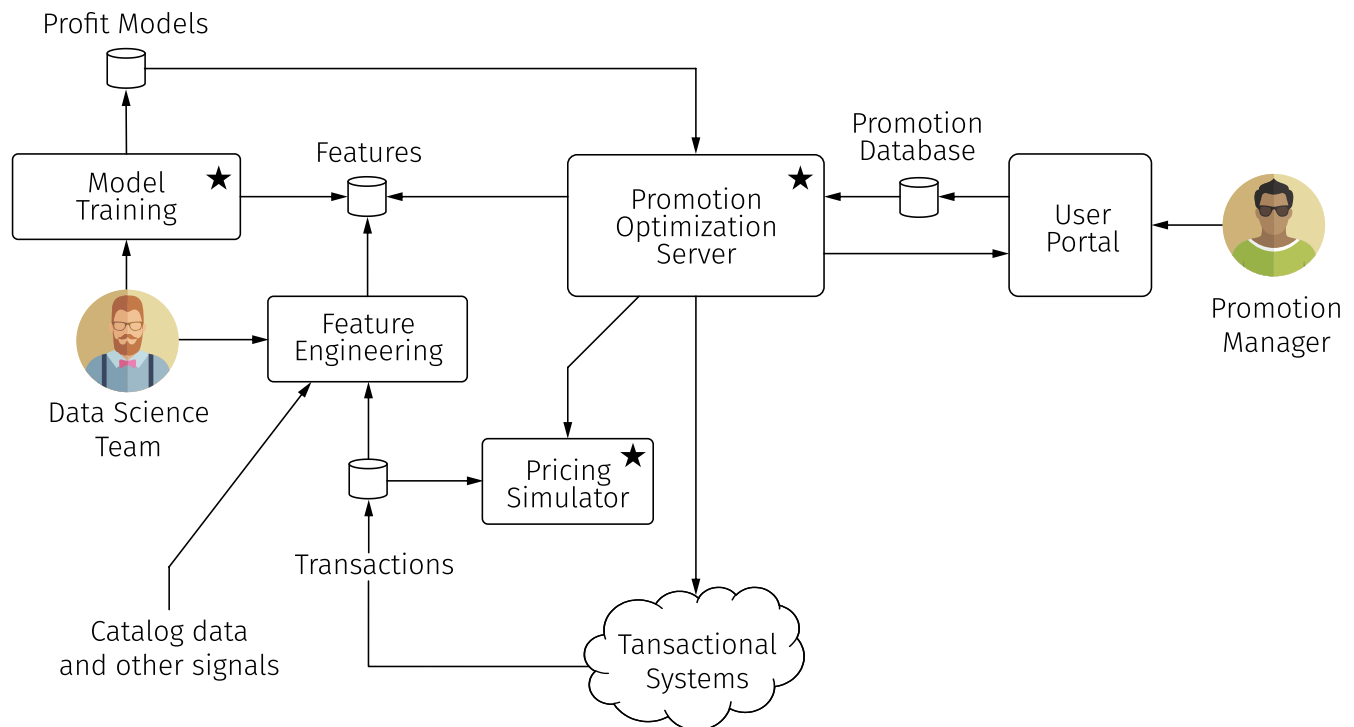 Profit Models
Promotion
Database
Features
Model
Training
Promotion
Optimization
Server
User
Portal
Promotion
Manager
Feature
Engineering
Data Science
Team
Pricing
Simulator
Transactions
Catalog data
and other signals
Tansactional
Systems